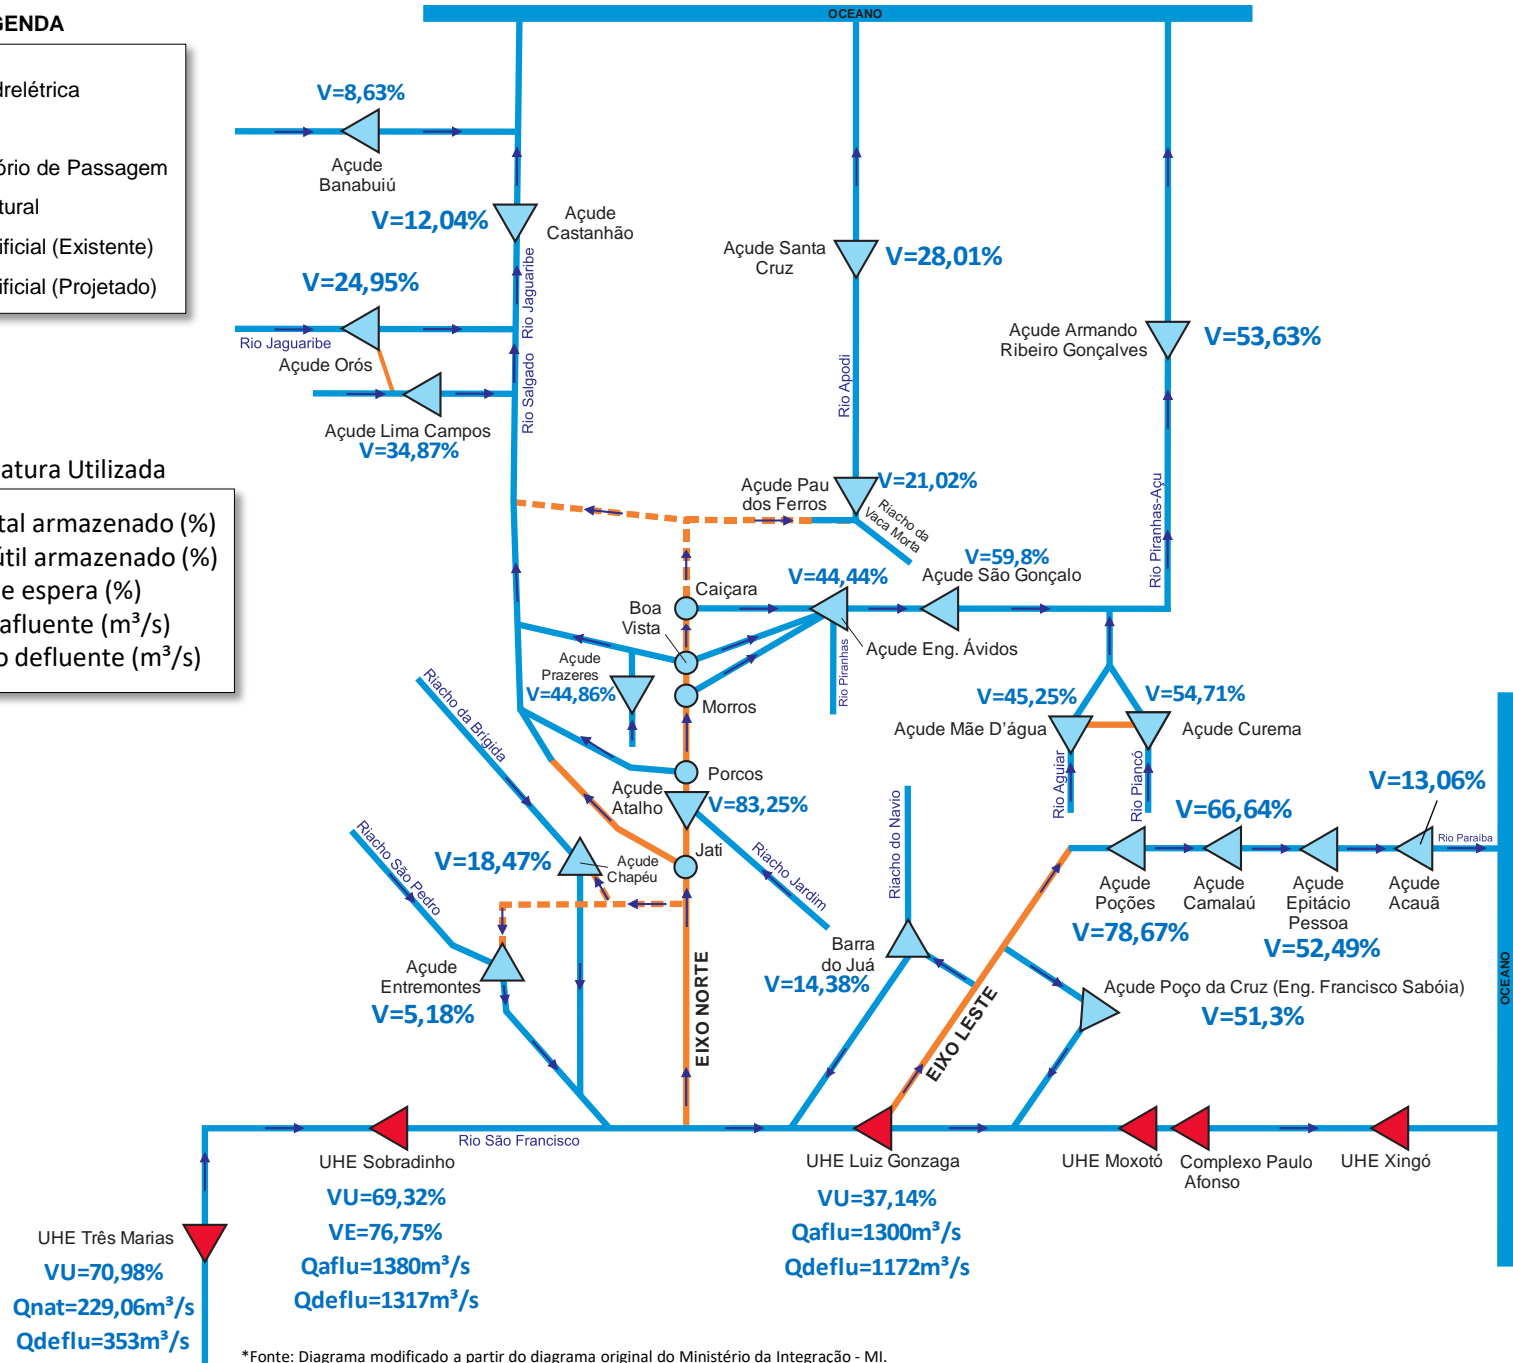 OCEANO
GENDA
drelétrica
ório de Passagem
tural
ificial (Existente)
ificial (Projetado)
V=8,63%
Açude
Banabuiú
V=12,04%
Açude
Castanhão
V=24,95%
Rio Jaguaribe
Açude Orós
Rio Jaguaribe
Rio Salgado
Açude Lima Campos
V=34,87%
Açude Santa
Cruz
V=28,01%
Rio Apodi
Açude Armando
Ribeiro Gonçalves
V=53,63%
Rio Piranhas-Açu
atura Utilizada
tal armazenado (%)
útil armazenado (%)
e espera (%)
afluente (m³/s)
o defluente (m³/s)
Açude Pau
dos Ferros
V=21,02%
Riacho da
Vaca Morta
V=59,8%
Açude São Gonçalo
V=44,44%
Caiçara
Boa
Vista
Açude Eng. Ávidos
Rio Piranhas
Açude
Prazeres
V=44,86%
Morros
Riacho da Brígida
V=45,25%
V=54,71%
Açude Mãe D'água
Açude Curema
Rio Aguiar
Rio Piancó
Porcos
Açude
Atalho
V=83,25%
Jati
Riacho Jardim
Riacho São Pedro
V=18,47%
Açude
Chapéu
Riacho do Navio
V=13,06%
V=66,64%
Rio Paraíba
Açude
Poções
Açude
Camalaú
Açude
Epitácio
Pessoa
Açude
Acauã
V=78,67%
V=52,49%
Açude
Entremontes
V=5,18%
EIXO NORTE
Barra
do Juá
V=14,38%
EIXO LESTE
Açude Poço da Cruz (Eng. Francisco Sabóia)
V=51,3%
OCEANO
Rio São Francisco
UHE Sobradinho
VU=69,32%
VE=76,75%
Qaflu=1380m³/s
Qdeflu=1317m³/s
UHE Luiz Gonzaga
VU=37,14%
Qaflu=1300m³/s
Qdeflu=1172m³/s
UHE Moxotó
Complexo Paulo
Afonso
UHE Xingó
UHE Três Marias
VU=70,98%
Qnat=229,06m³/s
Qdeflu=353m³/s
*Fonte: Diagrama modificado a partir do diagrama original do Ministério da Integração - MI.